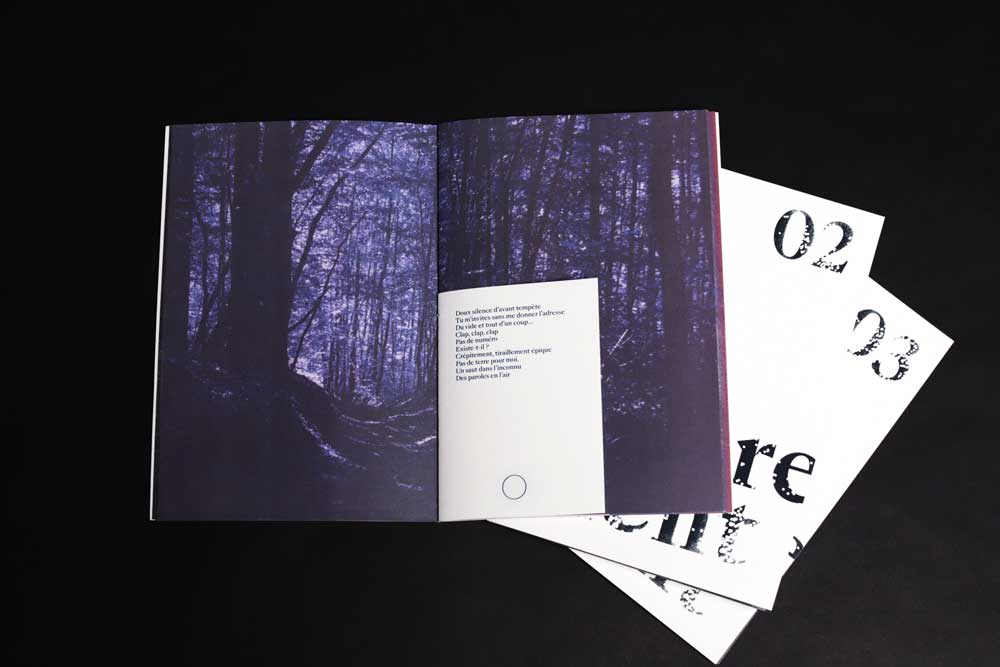 Doux silence d'avant tempête
Tu m'invites sans me donner l'adresse
Du vide et tout d'un coup...
Clap, clap, clap
Pas de numéro
Existe-t-il ?
Crépitement, tiraillement épique
Pas de terre pour moi.
Un saut dans l'inconnu
Des paroles en l'air
02
03
re
ent